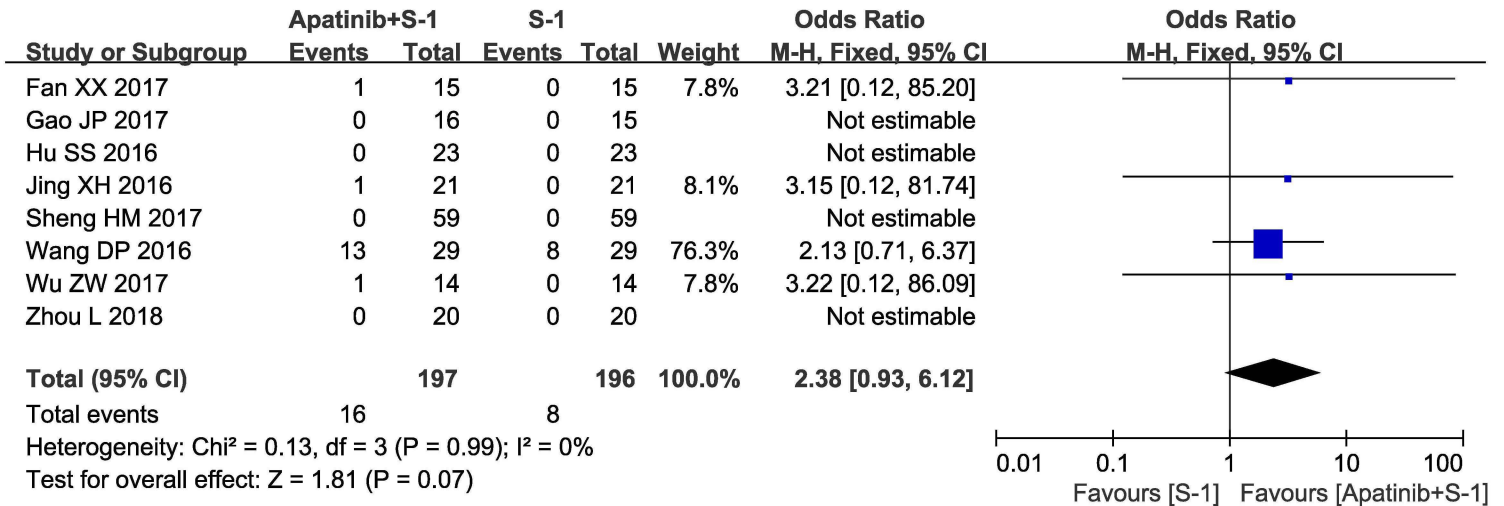 Apatinib+S-1 S-1 Odds Ratio Odds Ratio
Study or Subgroup Events Total Events Total Weight M-H, Fixed, 95% CI M-H, Fixed, 95% CI
Fan XX 2017 1 15 0 15 7.8% 3.21 [0.12, 85.20]
Gao JP 2017 0 16 0 15 Not estimable
Hu SS 2016 0 23 0 23 Not estimable
Jing XH 2016 1 21 0 21 8.1% 3.15 [0.12, 81.74]
Sheng HM 2017 0 59 0 59 Not estimable
Wang DP 2016 13 29 8 29 76.3% 2.13 [0.71, 6.37]
Wu ZW 2017 1 14 0 14 7.8% 3.22 [0.12, 86.09]
Zhou L 2018 0 20 0 20 Not estimable
Total (95% CI) 197 196 100.0% 2.38 [0.93, 6.12]
Total events 16 8
Heterogeneity: Chi² = 0.13, df = 3 (P = 0.99); I² = 0%
Test for overall effect: Z = 1.81 (P = 0.07)
0.01 0.1 1 10 100
Favours [S-1] Favours [Apatinib+S-1]